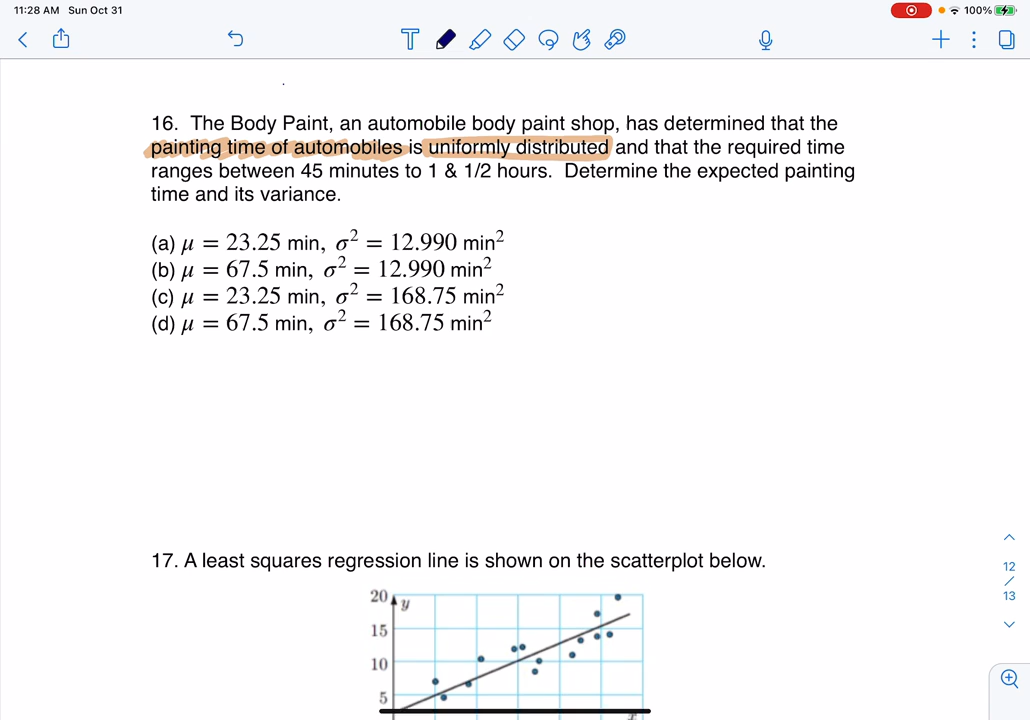 11:28 AM Sun Oct 31
100%
16. The Body Paint, an automobile body paint shop, has determined that the
painting time of automobiles is uniformly distributed and that the required time
ranges between 45 minutes to 1 & 1/2 hours. Determine the expected painting
time and its variance.
(a) μ = 23.25 min, σ² = 12.990 min²
(b) μ = 67.5 min, σ² = 12.990 min²
(c) μ = 23.25 min, σ² = 168.75 min²
(d) μ = 67.5 min, σ² = 168.75 min²
12
/
13
17. A least squares regression line is shown on the scatterplot below.
20 y
15
10
5